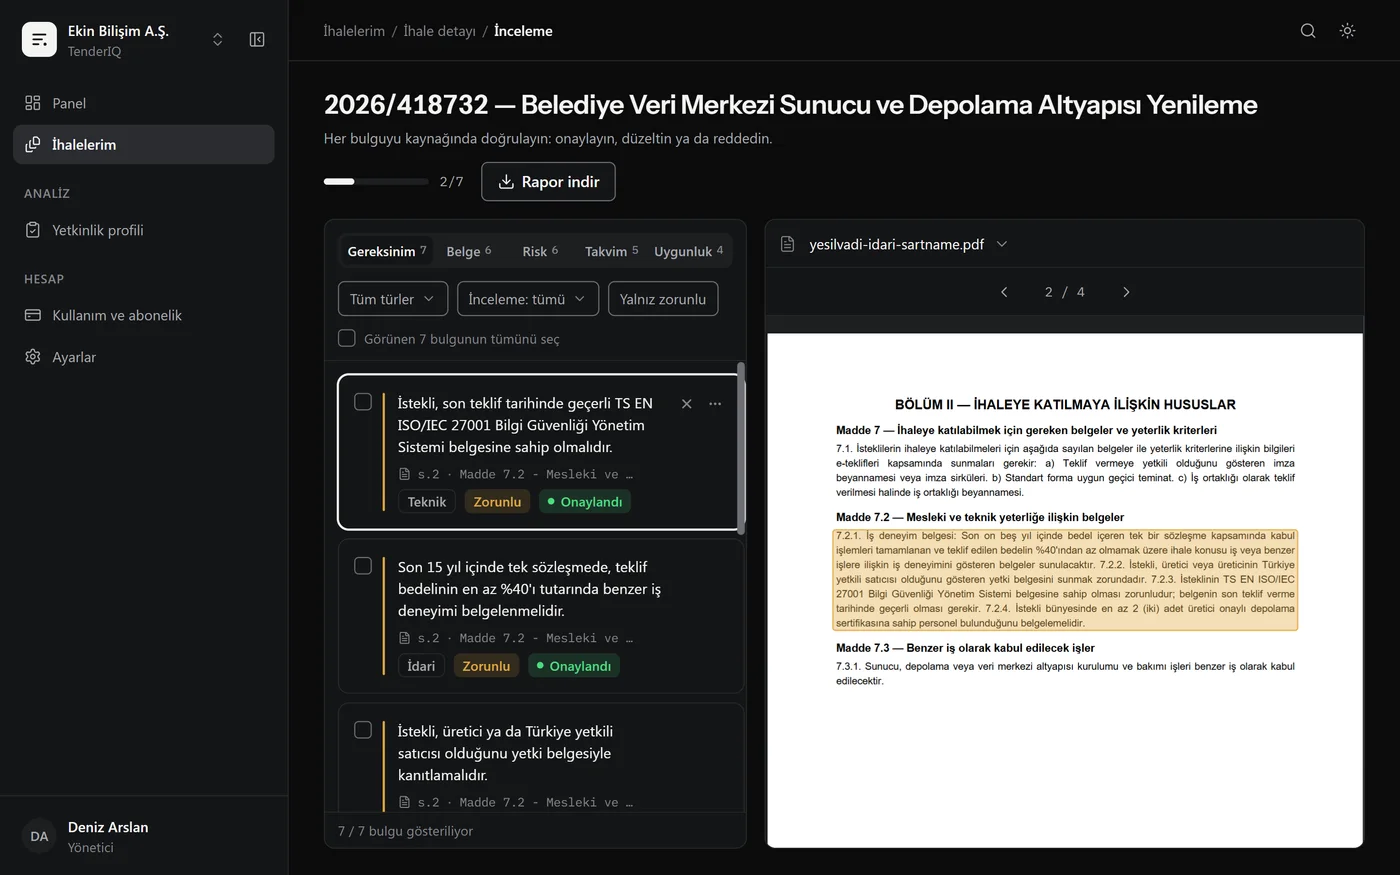 Ekin Bilişim A.Ş.
TenderIQ
Panel
İhalelerim
ANALİZ
Yetkinlik profili
HESAP
Kullanım ve abonelik
Ayarlar
DA
Deniz Arslan
Yönetici
İhalelerim / İhale detayı / İnceleme
2026/418732 — Belediye Veri Merkezi Sunucu ve Depolama Altyapısı Yenileme
Her bulguyu kaynağında doğrulayın: onaylayın, düzeltin ya da reddedin.
2/7
Rapor indir
Gereksinim 7 Belge 6 Risk 6 Takvim 5 Uygunluk 4
Tüm türler İnceleme: tümü Yalnız zorunlu
Görünen 7 bulgunun tümünü seç
İstekli, son teklif tarihinde geçerli TS EN
ISO/IEC 27001 Bilgi Güvenliği Yönetim
Sistemi belgesine sahip olmalıdır.
s.2 · Madde 7.2 - Mesleki ve …
Teknik Zorunlu Onaylandı
Son 15 yıl içinde tek sözleşmede, teklif
bedelinin en az %40'ı tutarında benzer iş
deneyimi belgelenmelidir.
s.2 · Madde 7.2 - Mesleki ve …
İdari Zorunlu Onaylandı
İstekli, üretici ya da Türkiye yetkili
satıcısı olduğunu yetki belgesiyle
kanıtlamalıdır.
s.2 · Madde 7.2 - Mesleki ve …
7 / 7 bulgu gösteriliyor
yesilvadi-idari-sartname.pdf
2 / 4
BÖLÜM II — İHALEYE KATILMAYA İLİŞKİN HUSUSLAR
Madde 7 — İhaleye katılabilmek için gereken belgeler ve yeterlik kriterleri
7.1. İsteklilerin ihaleye katılabilmeleri için aşağıda sayılan belgeler ile yeterlik kriterlerine ilişkin bilgileri
e-teklifleri kapsamında sunmaları gerekir: a) Teklif vermeye yetkili olduğunu gösteren imza
beyannamesi veya imza sirküleri. b) Standart forma uygun geçici teminat. c) İş ortaklığı olarak teklif
verilmesi halinde iş ortaklığı beyannamesi.
Madde 7.2 — Mesleki ve teknik yeterliğe ilişkin belgeler
7.2.1. İş deneyim belgesi: Son on beş yıl içinde bedel içeren tek bir sözleşme kapsamında kabul
işlemleri tamamlanan ve teklif edilen bedelin %40'ından az olmamak üzere ihale konusu iş veya benzer
işlere ilişkin iş deneyimini gösteren belgeler sunulacaktır. 7.2.2. İstekli, üretici veya üreticinin Türkiye
yetkili satıcısı olduğunu gösteren yetki belgesini sunmak zorundadır. 7.2.3. İsteklinin TS EN ISO/IEC
27001 Bilgi Güvenliği Yönetim Sistemi belgesine sahip olması zorunludur; belgenin son teklif verme
tarihinde geçerli olması gerekir. 7.2.4. İstekli bünyesinde en az 2 (iki) adet üretici onaylı depolama
sertifikasına sahip personel bulunduğunu belgelemelidir.
Madde 7.3 — Benzer iş olarak kabul edilecek işler
7.3.1. Sunucu, depolama veya veri merkezi altyapısı kurulumu ve bakımı işleri benzer iş olarak kabul
edilecektir.